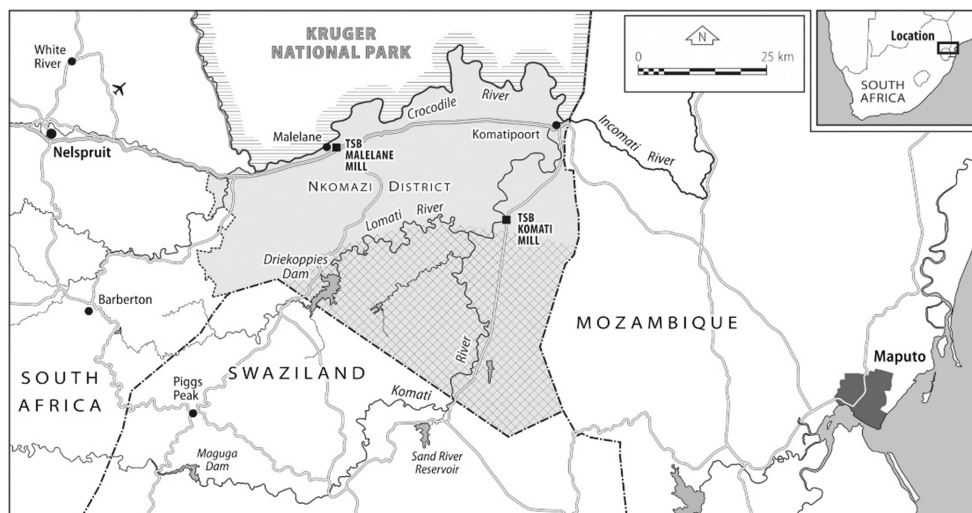 KRUGER
NATIONAL PARK
N
0
25 km
Location
SOUTH
AFRICA
White
River
Nelspruit
Malelane
TSB
MALELANE
MILL
Crocodile
River
Komatipoort
Incomati
River
NKOMAZI DISTRICT
Lomati
River
TSB
KOMATI
MILL
Driekoppies
Dam
Barberton
MOZAMBIQUE
Maputo
SOUTH
AFRICA
SWAZILAND
Piggs
Peak
Komati
River
Maguga
Dam
Sand River
Reservoir